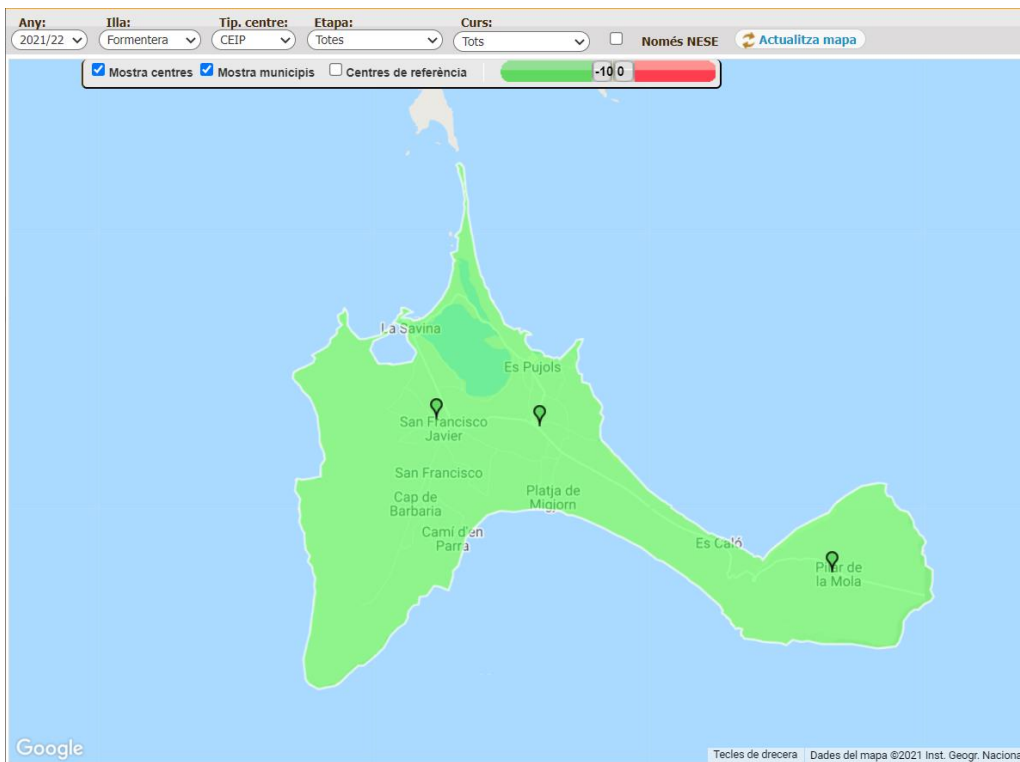 Any: Illa: Tip. centre: Etapa: Curs:
2021/22 Formentera CEIP Totes Tots Només NESE Actualitza mapa
Mostra centres Mostra municipis Centres de referència -10 0
La Savina
Es Pujols
San Francisco
Javier
San Francisco
Platja de
Migjorn
Cap de
Barbaria
Camí d'en
Parra
Es Caló
Pilar de
la Mola
Google
Tecles de drecera Dades del mapa ©2021 Inst. Geogr. Naciona